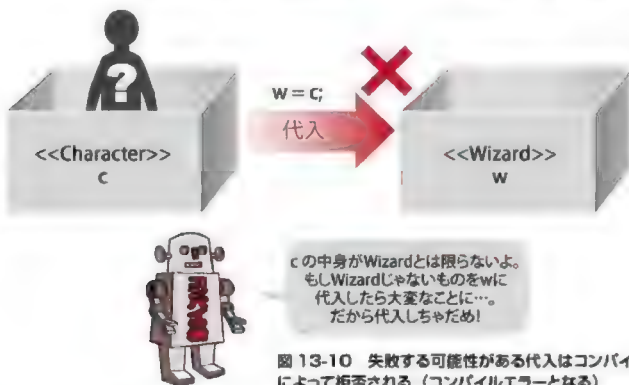 ?
w = c;
代入
<<Character>>
c
<<Wizard>>
w
cの中身がWizardとは限らないよ。
もしWizardじゃないものをwに
代入したら大変なことに…。
だから代入しちゃだめ!
図 13-10 失敗する可能性がある代入はコンパイ
によって拒否される(コンパイルエラーとなる)